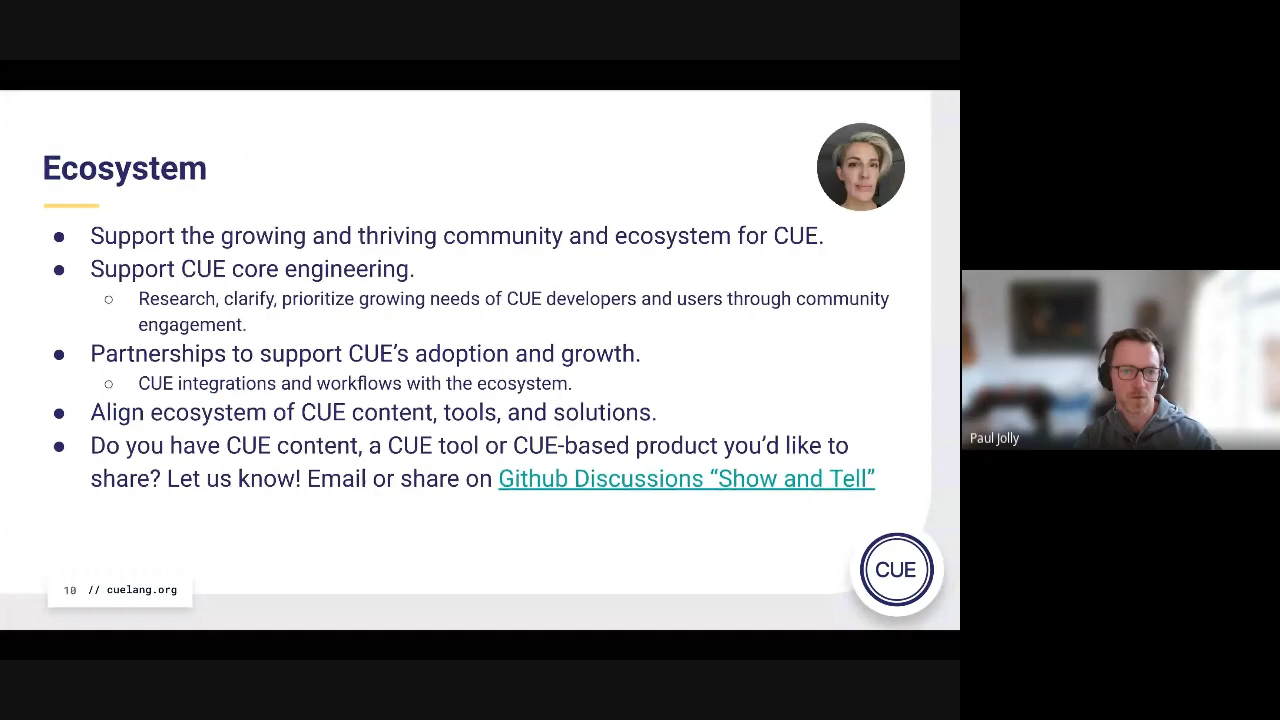 Ecosystem
● Support the growing and thriving community and ecosystem for CUE.
● Support CUE core engineering.
○ Research, clarify, prioritize growing needs of CUE developers and users through community
engagement.
● Partnerships to support CUE’s adoption and growth.
○ CUE integrations and workflows with the ecosystem.
● Align ecosystem of CUE content, tools, and solutions.
● Do you have CUE content, a CUE tool or CUE-based product you’d like to
share? Let us know! Email or share on Github Discussions “Show and Tell”
10 // cuelang.org
CUE
Paul Jolly